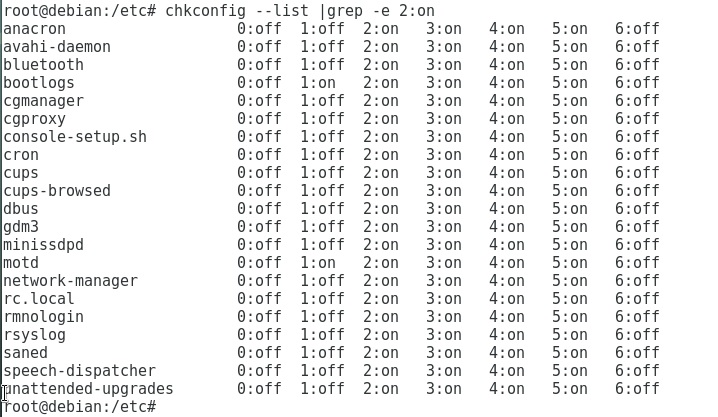 root@debian:/etc# chkconfig --list |grep -e 2:on
anacron 0:off 1:off 2:on 3:on 4:on 5:on 6:off
avahi-daemon 0:off 1:off 2:on 3:on 4:on 5:on 6:off
bluetooth 0:off 1:off 2:on 3:on 4:on 5:on 6:off
bootlogs 0:off 1:on 2:on 3:on 4:on 5:on 6:off
cgmanager 0:off 1:off 2:on 3:on 4:on 5:on 6:off
cgproxy 0:off 1:off 2:on 3:on 4:on 5:on 6:off
console-setup.sh 0:off 1:off 2:on 3:on 4:on 5:on 6:off
cron 0:off 1:off 2:on 3:on 4:on 5:on 6:off
cups 0:off 1:off 2:on 3:on 4:on 5:on 6:off
cups-browsed 0:off 1:off 2:on 3:on 4:on 5:on 6:off
dbus 0:off 1:off 2:on 3:on 4:on 5:on 6:off
gdm3 0:off 1:off 2:on 3:on 4:on 5:on 6:off
minissdpd 0:off 1:off 2:on 3:on 4:on 5:on 6:off
motd 0:off 1:on 2:on 3:on 4:on 5:on 6:off
network-manager 0:off 1:off 2:on 3:on 4:on 5:on 6:off
rc.local 0:off 1:off 2:on 3:on 4:on 5:on 6:off
rmnologin 0:off 1:off 2:on 3:on 4:on 5:on 6:off
rsyslog 0:off 1:off 2:on 3:on 4:on 5:on 6:off
saned 0:off 1:off 2:on 3:on 4:on 5:on 6:off
speech-dispatcher 0:off 1:off 2:on 3:on 4:on 5:on 6:off
unattended-upgrades 0:off 1:off 2:on 3:on 4:on 5:on 6:off
root@debian:/etc#